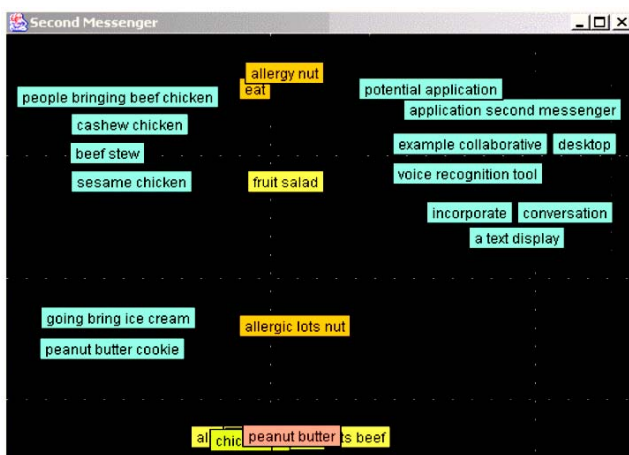 Second Messenger
allergy nut
eat
people bringing beef chicken
cashew chicken
beef stew
sesame chicken
fruit salad
potential application
application second messenger
example collaborative
desktop
voice recognition tool
incorporate
conversation
a text display
going bring ice cream
peanut butter cookie
allergic lots nut
peanut butter
beef